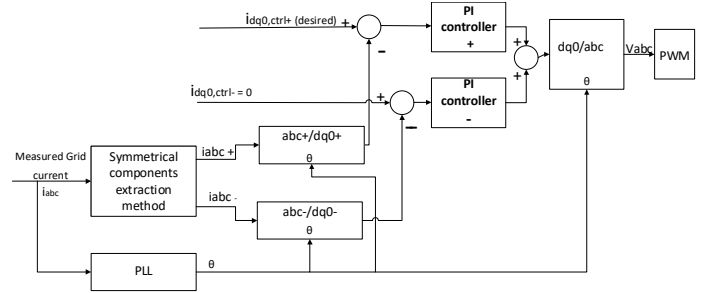 idq0,ctrl+ (desired)
+
−
PI
controller
+
+
+
dq0/abc
θ
Vabc
PWM
idq0,ctrl- = 0
+
−
PI
controller
-
Measured Grid
current
iabc
Symmetrical
components
extraction
method
iabc +
abc+/dq0+
θ
iabc -
abc-/dq0-
θ
PLL
θ